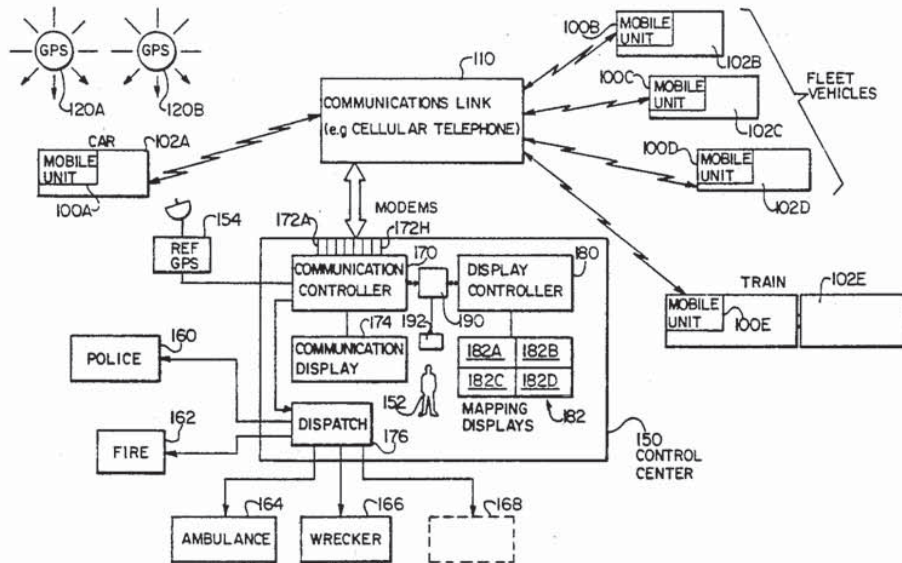 GPS
GPS
120A
120B
110
COMMUNICATIONS LINK
(e.g CELLULAR TELEPHONE)
100B
MOBILE
UNIT
102B
100C
MOBILE
UNIT
102C
100D
MOBILE
UNIT
102D
FLEET
VEHICLES
CAR
102A
MOBILE
UNIT
100A
154
REF
GPS
MODEMS
172A
172H
170
COMMUNICATION
CONTROLLER
180
DISPLAY
CONTROLLER
190
192
174
COMMUNICATION
DISPLAY
182A
182B
182C
182D
MAPPING
DISPLAYS
182
152
TRAIN
102E
MOBILE
UNIT
100E
160
POLICE
162
FIRE
DISPATCH
176
150 CONTROL
CENTER
164
AMBULANCE
166
WRECKER
168